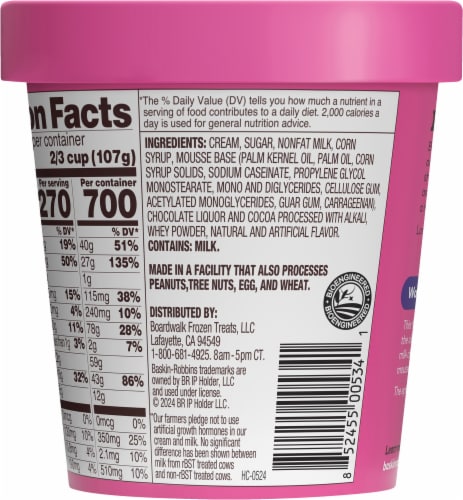 on Facts
per container
2/3 cup (107g)
Per serving Per container
270 700
% DV* % DV*
19% 40g 51%
50% 27g 135%
1g
15% 115mg 38%
4% 240mg 10%
11% 78g 28%
than 1g 3% 2g 7%
59g
32% 43g 86%
12g
0% 0mcg 0%
10% 350mg 25%
4% 2.1mg 10%
4% 510mg 10%
*The % Daily Value (DV) tells you how much a nutrient in a
serving of food contributes to a daily diet. 2,000 calories a
day is used for general nutrition advice.
INGREDIENTS: CREAM, SUGAR, NONFAT MILK, CORN
SYRUP, MOUSSE BASE (PALM KERNEL OIL, PALM OIL, CORN
SYRUP SOLIDS, SODIUM CASEINATE, PROPYLENE GLYCOL
MONOSTEARATE, MONO AND DIGLYCERIDES, CELLULOSE GUM,
ACETYLATED MONOGLYCERIDES, GUAR GUM, CARRAGEENAN),
CHOCOLATE LIQUOR AND COCOA PROCESSED WITH ALKALI,
WHEY POWDER, NATURAL AND ARTIFICIAL FLAVOR.
CONTAINS: MILK.
MADE IN A FACILITY THAT ALSO PROCESSES
PEANUTS,TREE NUTS, EGG, AND WHEAT.
BIOENGINEERED
BIOENGINEERED
DISTRIBUTED BY:
Boardwalk Frozen Treats, LLC
Lafayette, CA 94549
1-800-681-4925. 8am-5pm CT.
Baskin-Robbins trademarks are
owned by BR IP Holder, LLC
and used under license.
© 2024 BR IP Holder, LLC.
*Our farmers pledge not to use
artificial growth hormones in our
cream and milk. No significant
difference has been shown between
milk from rBST treated cows
and non-rBST treated cows. HC-0524
8 52455 00534 1